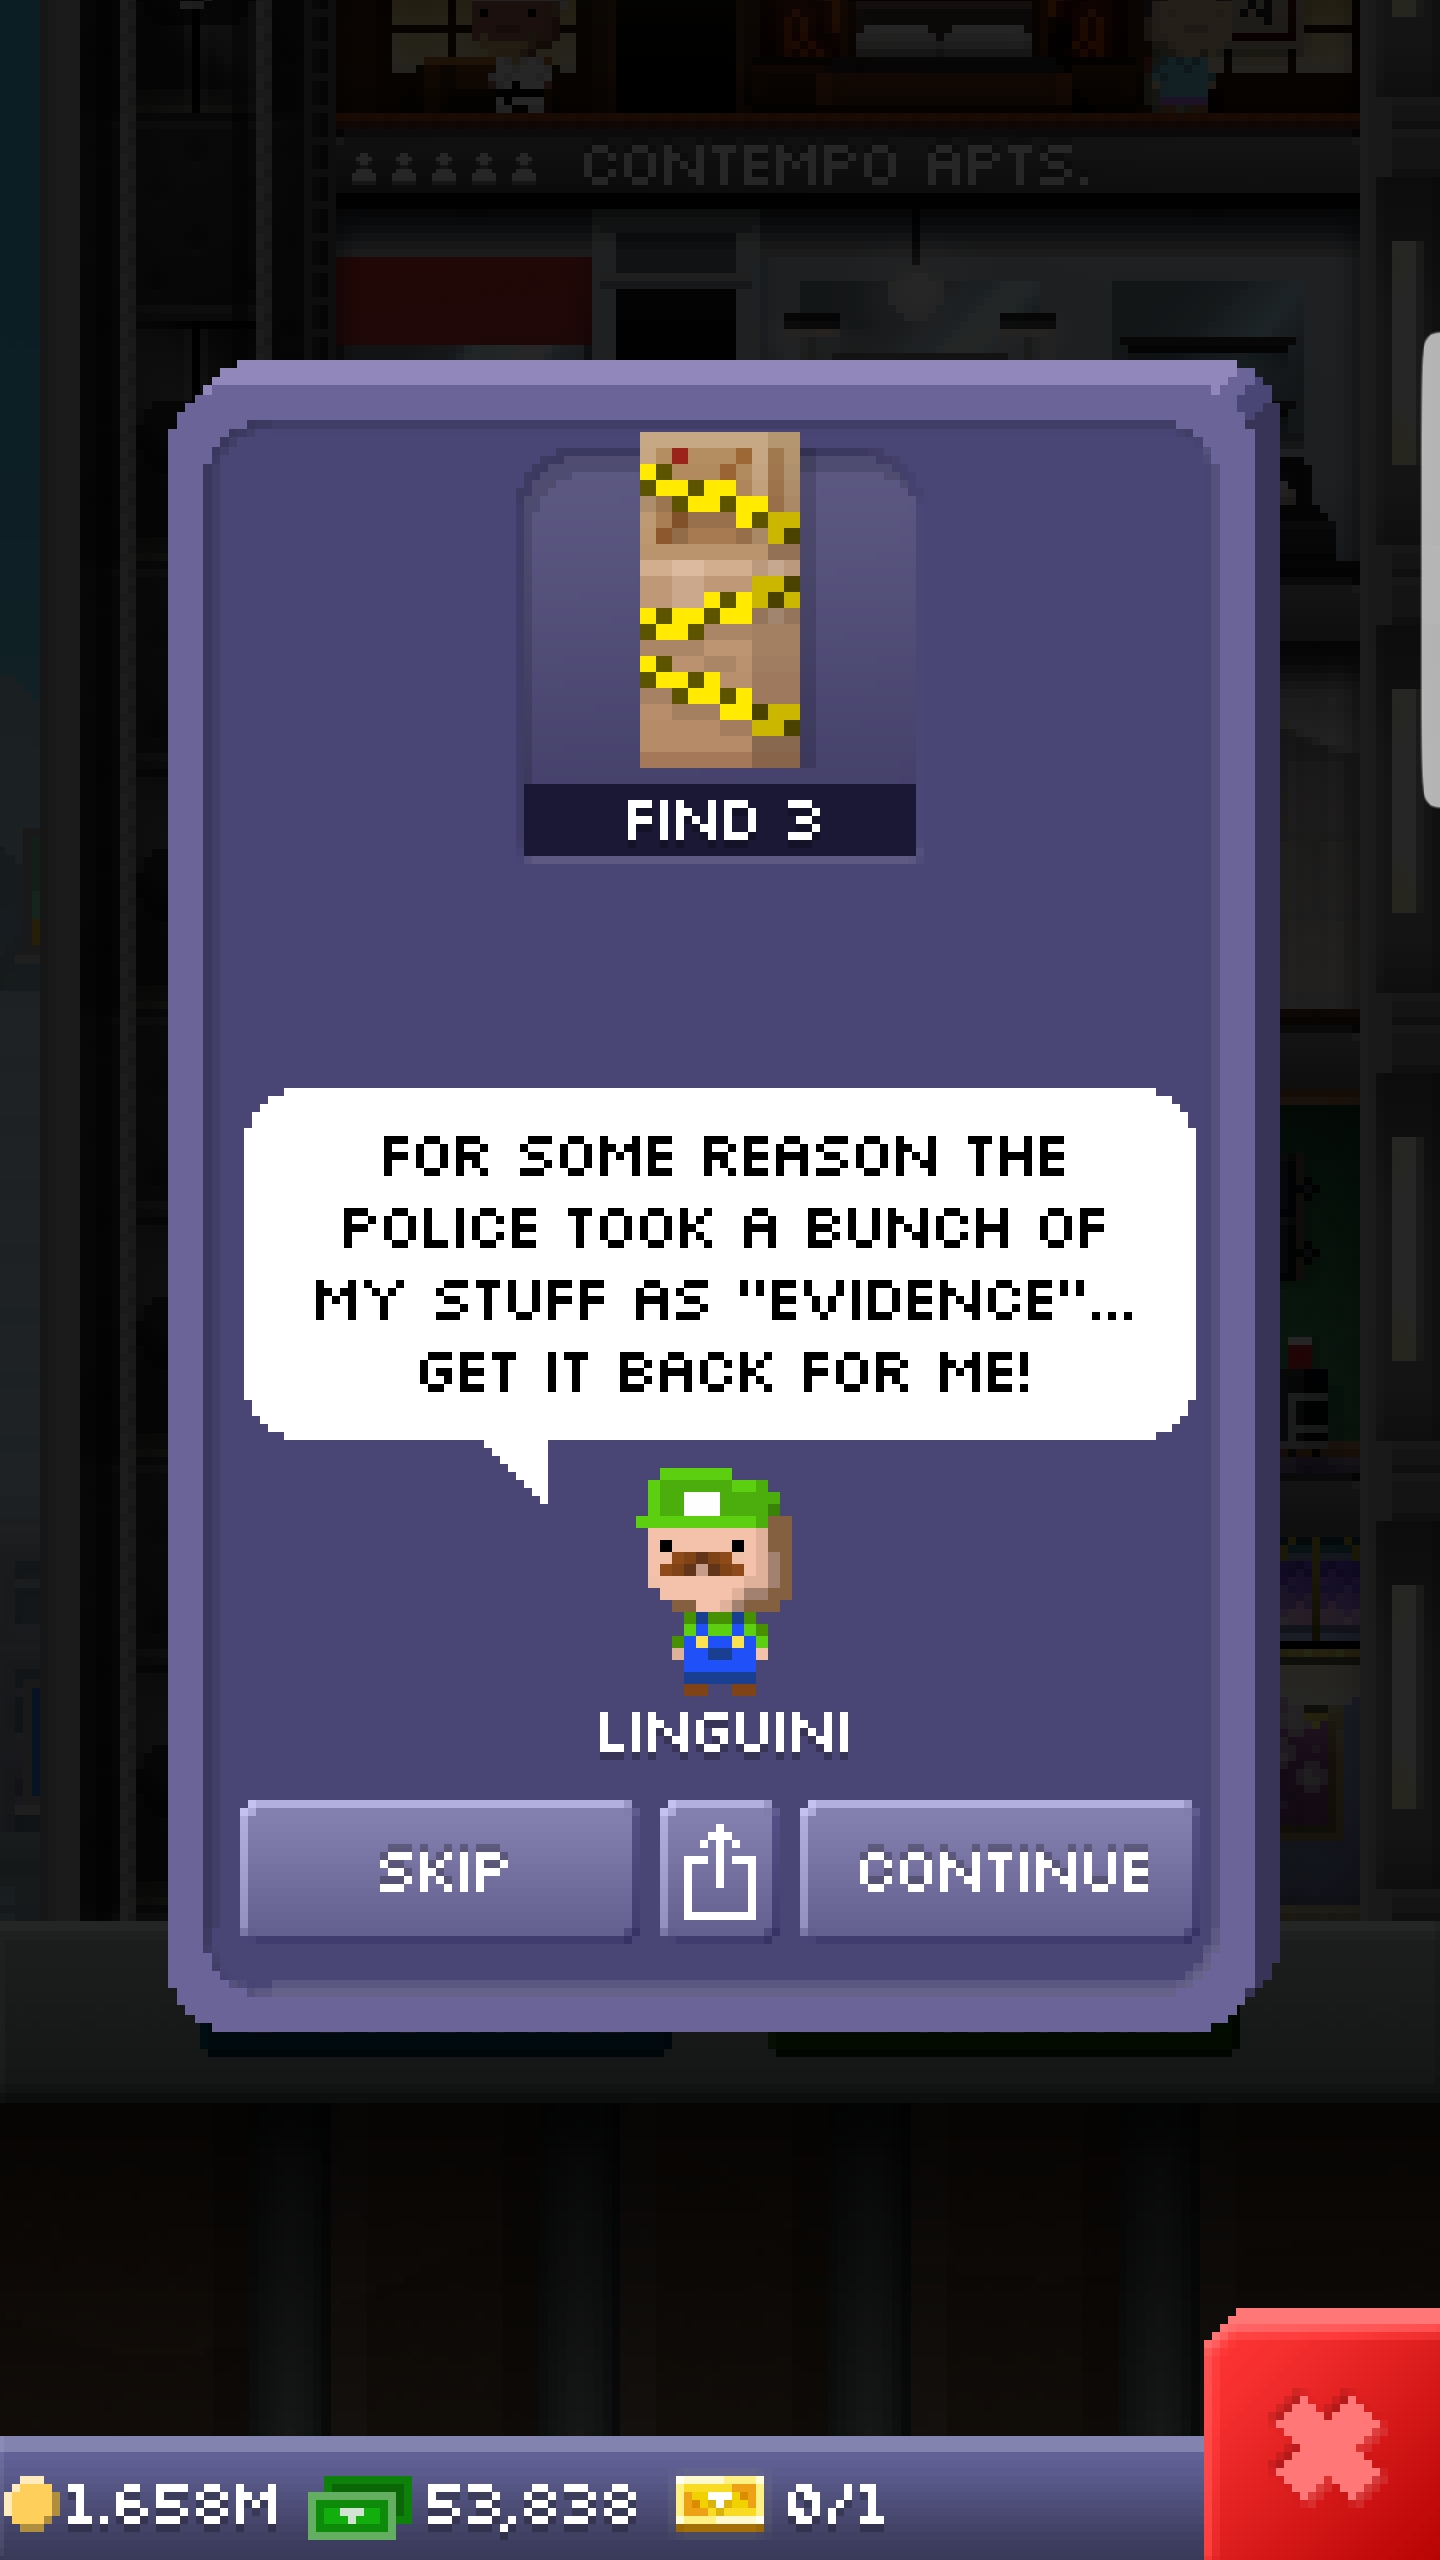 CONTEMPO APTS.
FIND 3
FOR SOME REASON THE
POLICE TOOK A BUNCH OF
MY STUFF AS "EVIDENCE"...
GET IT BACK FOR ME!
LINGUINI
SKIP
CONTINUE
1.658M 53,838 0/1